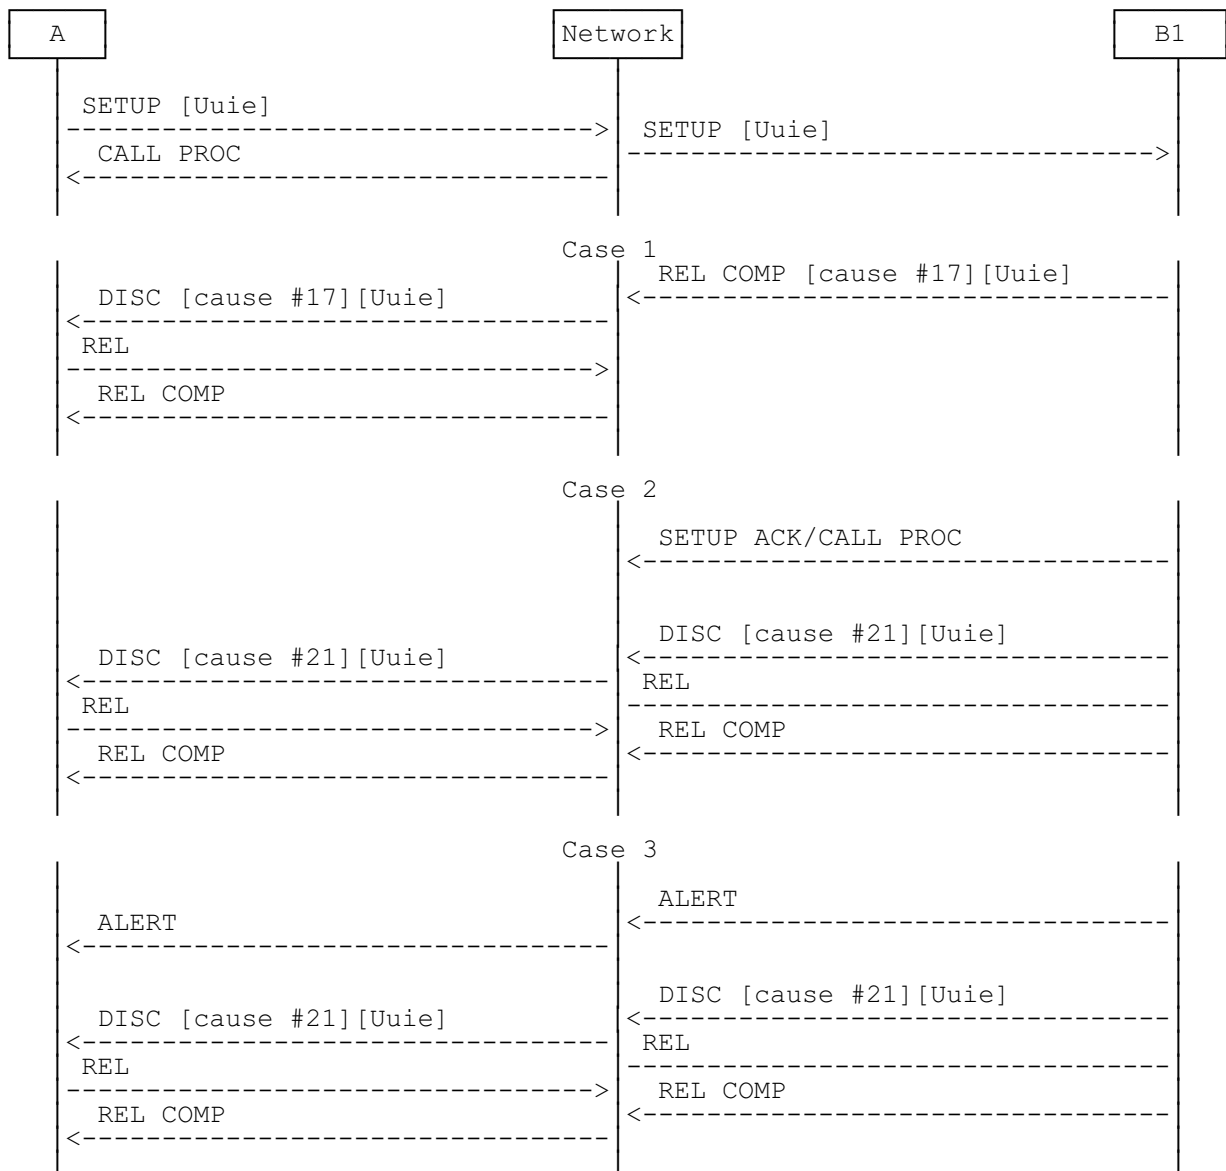 A Network B1
SETUP [Uuie]
SETUP [Uuie]
CALL PROC
Case 1
REL COMP [cause #17][Uuie]
DISC [cause #17][Uuie]
REL
REL COMP
Case 2
SETUP ACK/CALL PROC
DISC [cause #21][Uuie]
DISC [cause #21][Uuie]
REL
REL
REL COMP
REL COMP
Case 3
ALERT
ALERT
DISC [cause #21][Uuie]
DISC [cause #21][Uuie]
REL
REL
REL COMP
REL COMP